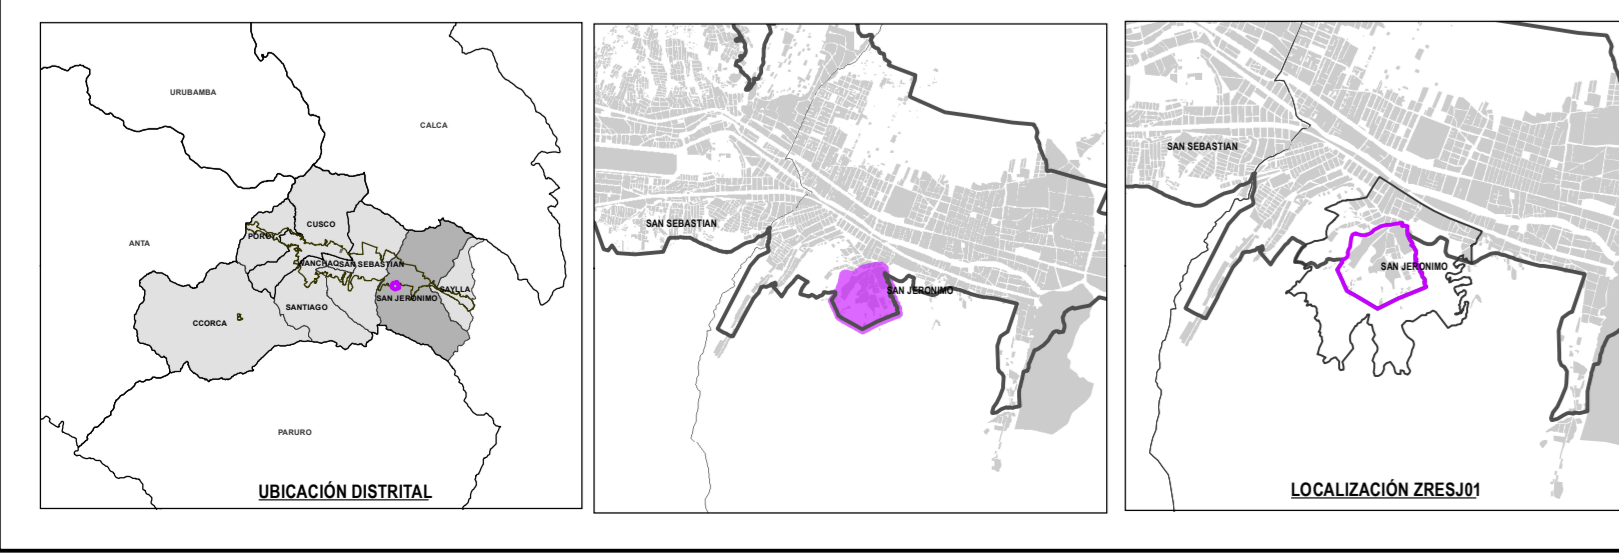 URUBAMBA
CALCA
ANTA
CUSCO
POROY
WANCHAQ
SAN SEBASTIAN
SAYLLA
SAN JERONIMO
SANTIAGO
CCORCA
PARURO
UBICACIÓN DISTRITAL
SAN SEBASTIAN
SAN JERONIMO
SAN SEBASTIAN
SAN JERONIMO
LOCALIZACIÓN ZRESJ01